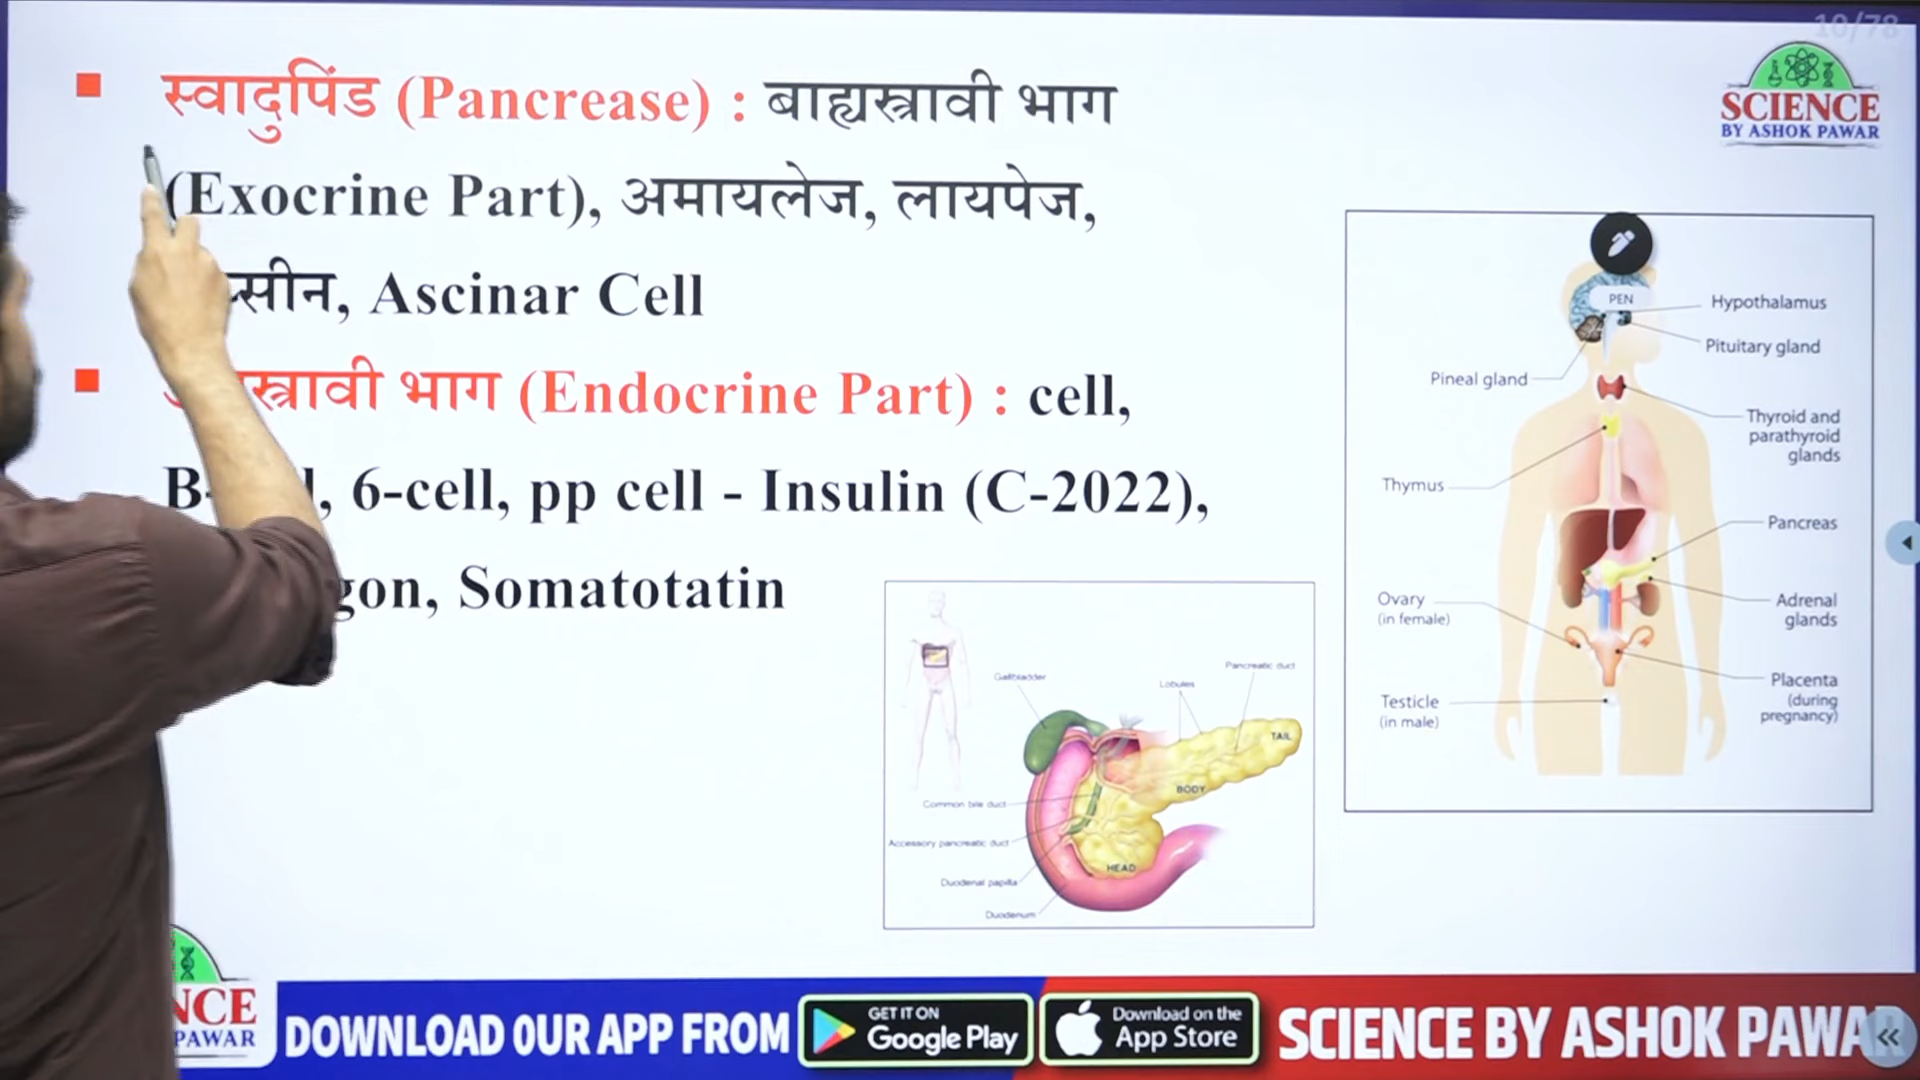 10/78
स्वादुपिंड (Pancrease) : बाह्यस्त्रावी भाग
(Exocrine Part), अमायलेज, लायपेज,
Ascinar Cell
भाग (Endocrine Part) : cell,
6-cell, pp cell - Insulin (C-2022),
Somatotatin
SCIENCE
BY ASHOK PAWAR
PEN
Hypothalamus
Pituitary gland
Pineal gland
Thyroid and
parathyroid
glands
Thymus
Pancreas
Ovary
(in female)
Adrenal
glands
Testicle
(in male)
Placenta
(during
pregnancy)
Gallbladder
Lobules
Pancreatic duct
TAIL
BODY
HEAD
Common bile duct
Accessory pancreatic duct
Duodenal papilla
Duodenum
PAWAR
DOWNLOAD OUR APP FROM
GET IT ON
Google Play
Download on the
App Store
SCIENCE BY ASHOK